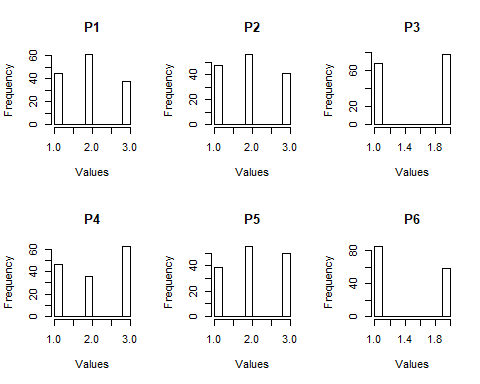 P1 P2 P3
Frequency 0 20 40 60 Frequency 0 20 40 Frequency 0 20 60
1.0 2.0 3.0 1.0 2.0 3.0 1.0 1.4 1.8
Values Values Values
P4 P5 P6
Frequency 0 20 40 60 Frequency 0 20 40 Frequency 0 40 80
1.0 2.0 3.0 1.0 2.0 3.0 1.0 1.4 1.8
Values Values Values